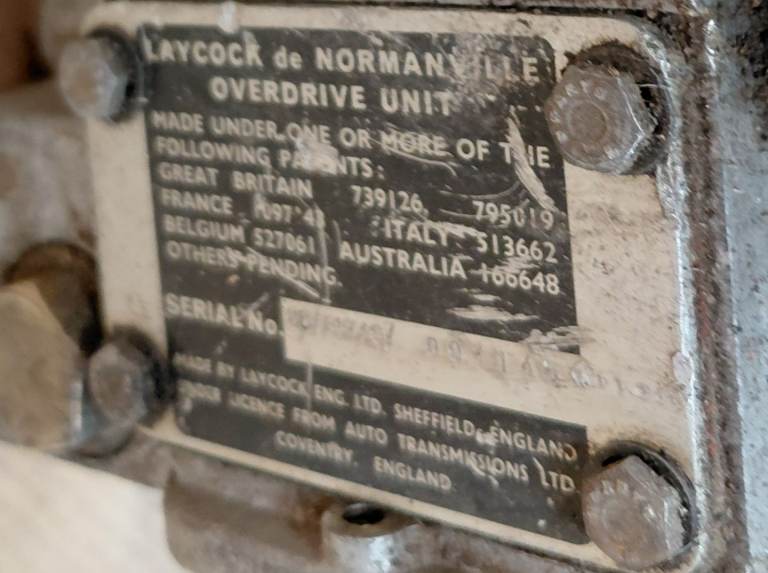 LAYCOCK de NORMANVILLE
OVERDRIVE UNIT
MADE UNDER ONE OR MORE OF THE
FOLLOWING PATENTS:
GREAT BRITAIN 739126, 795019
FRANCE ITALY 513662
BELGIUM 527061 AUSTRALIA 166648
OTHERS PENDING.
SERIAL No.
MADE BY LAYCOCK ENG. LTD. SHEFFIELD, ENGLAND
UNDER LICENCE FROM AUTO TRANSMISSIONS LTD.
COVENTRY, ENGLAND